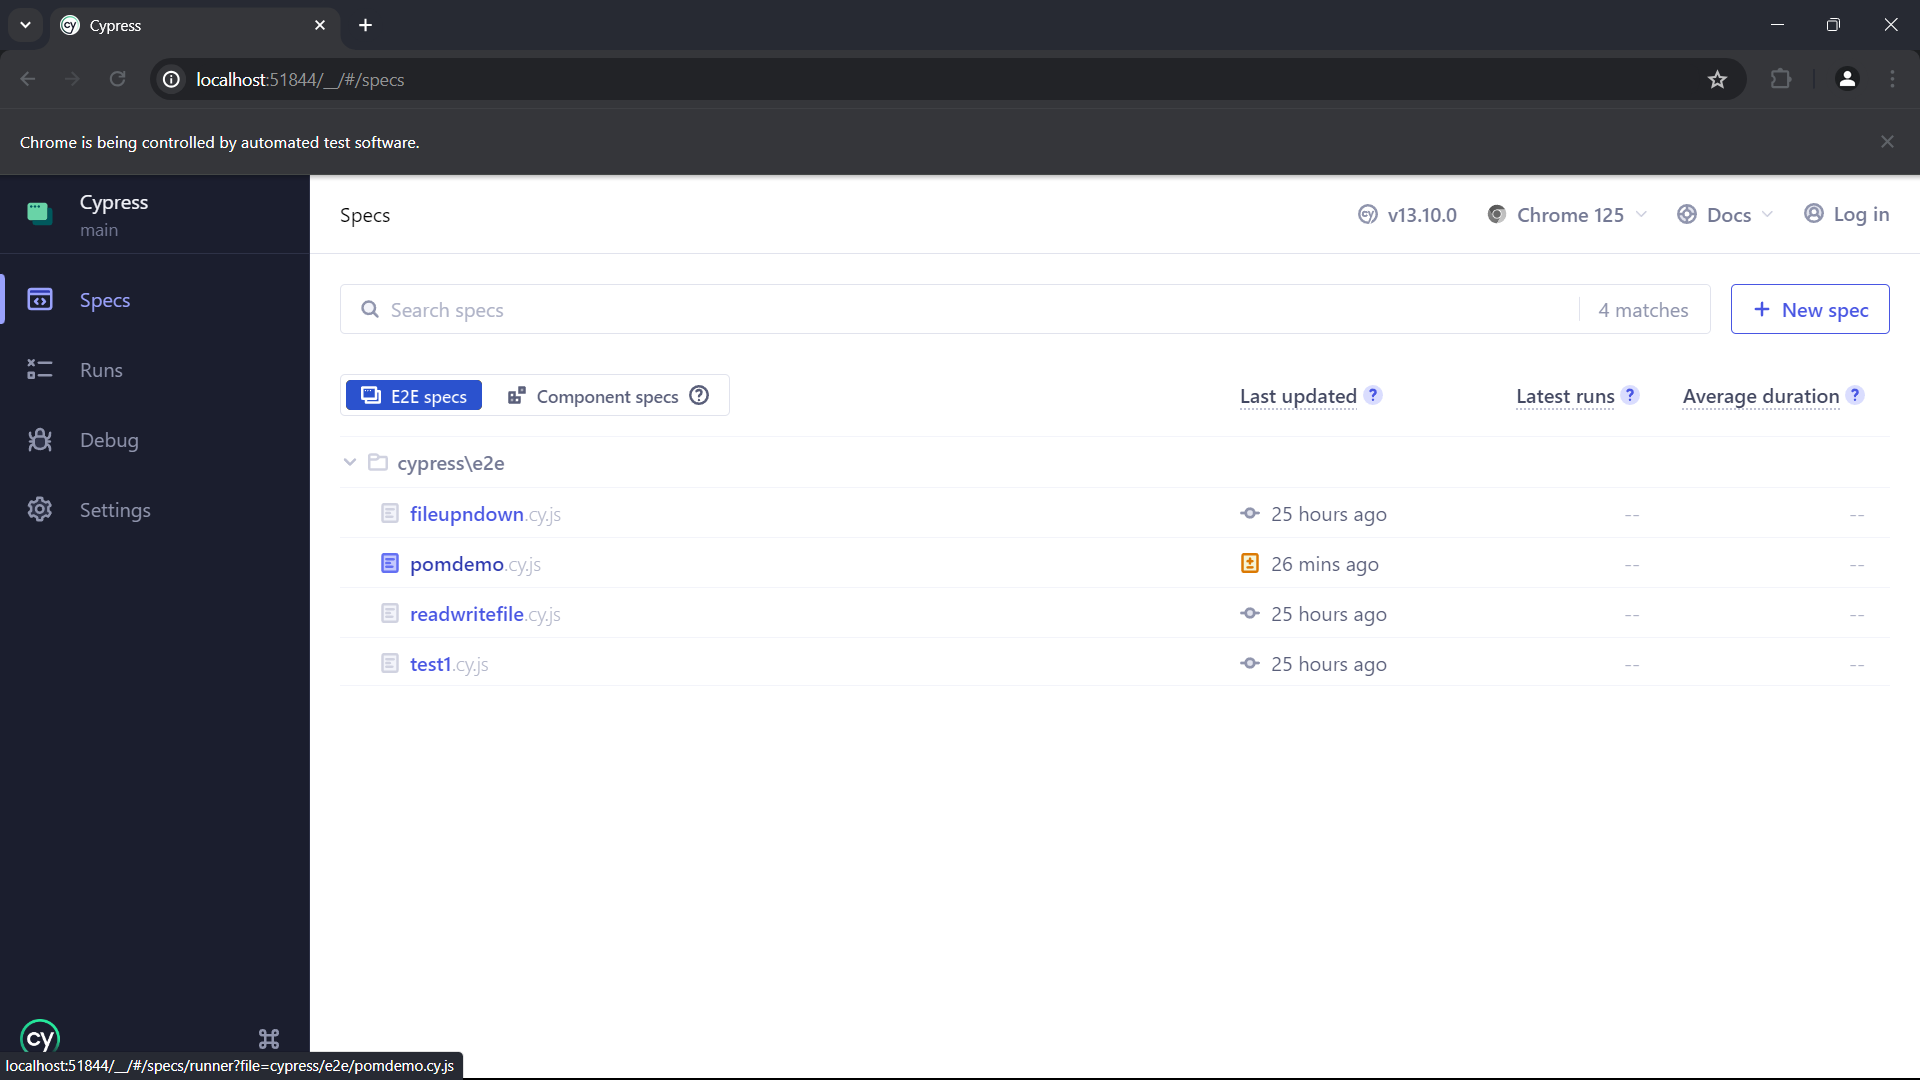 Cypress
localhost:51844/__/#/specs
Chrome is being controlled by automated test software.
Cypress
main
Specs
v13.10.0
Chrome 125
Docs
Log in
Specs
Runs
Debug
Settings
Search specs
4 matches
+ New spec
E2E specs
Component specs ?
Last updated ?
Latest runs ?
Average duration ?
cypress\e2e
fileupndown.cy.js
25 hours ago
--
--
pomdemo.cy.js
26 mins ago
--
--
readwritefile.cy.js
25 hours ago
--
--
test1.cy.js
25 hours ago
--
--
cy
⌘
localhost:51844/__/#/specs/runner?file=cypress/e2e/pomdemo.cy.js